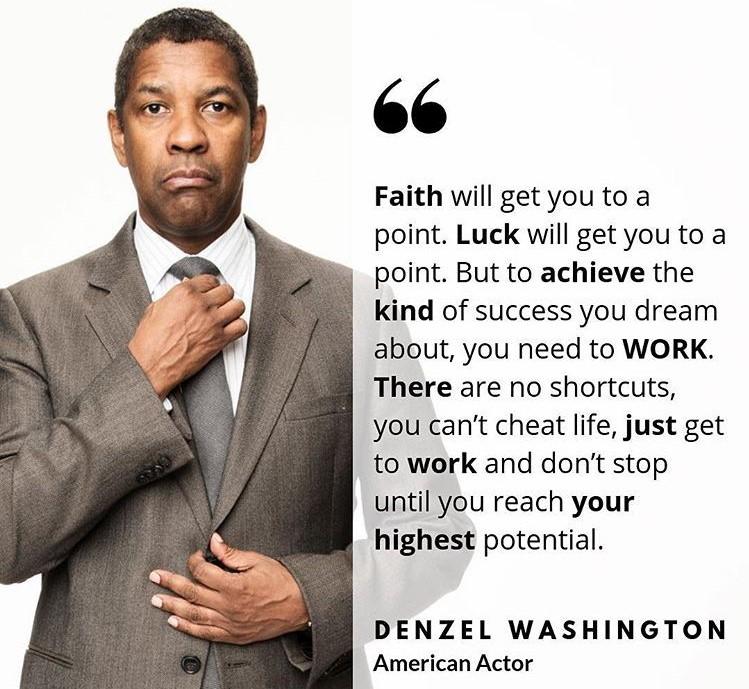 “
Faith will get you to a
point. Luck will get you to a
point. But to achieve the
kind of success you dream
about, you need to WORK.
There are no shortcuts,
you can’t cheat life, just get
to work and don’t stop
until you reach your
highest potential.
DENZEL WASHINGTON
American Actor